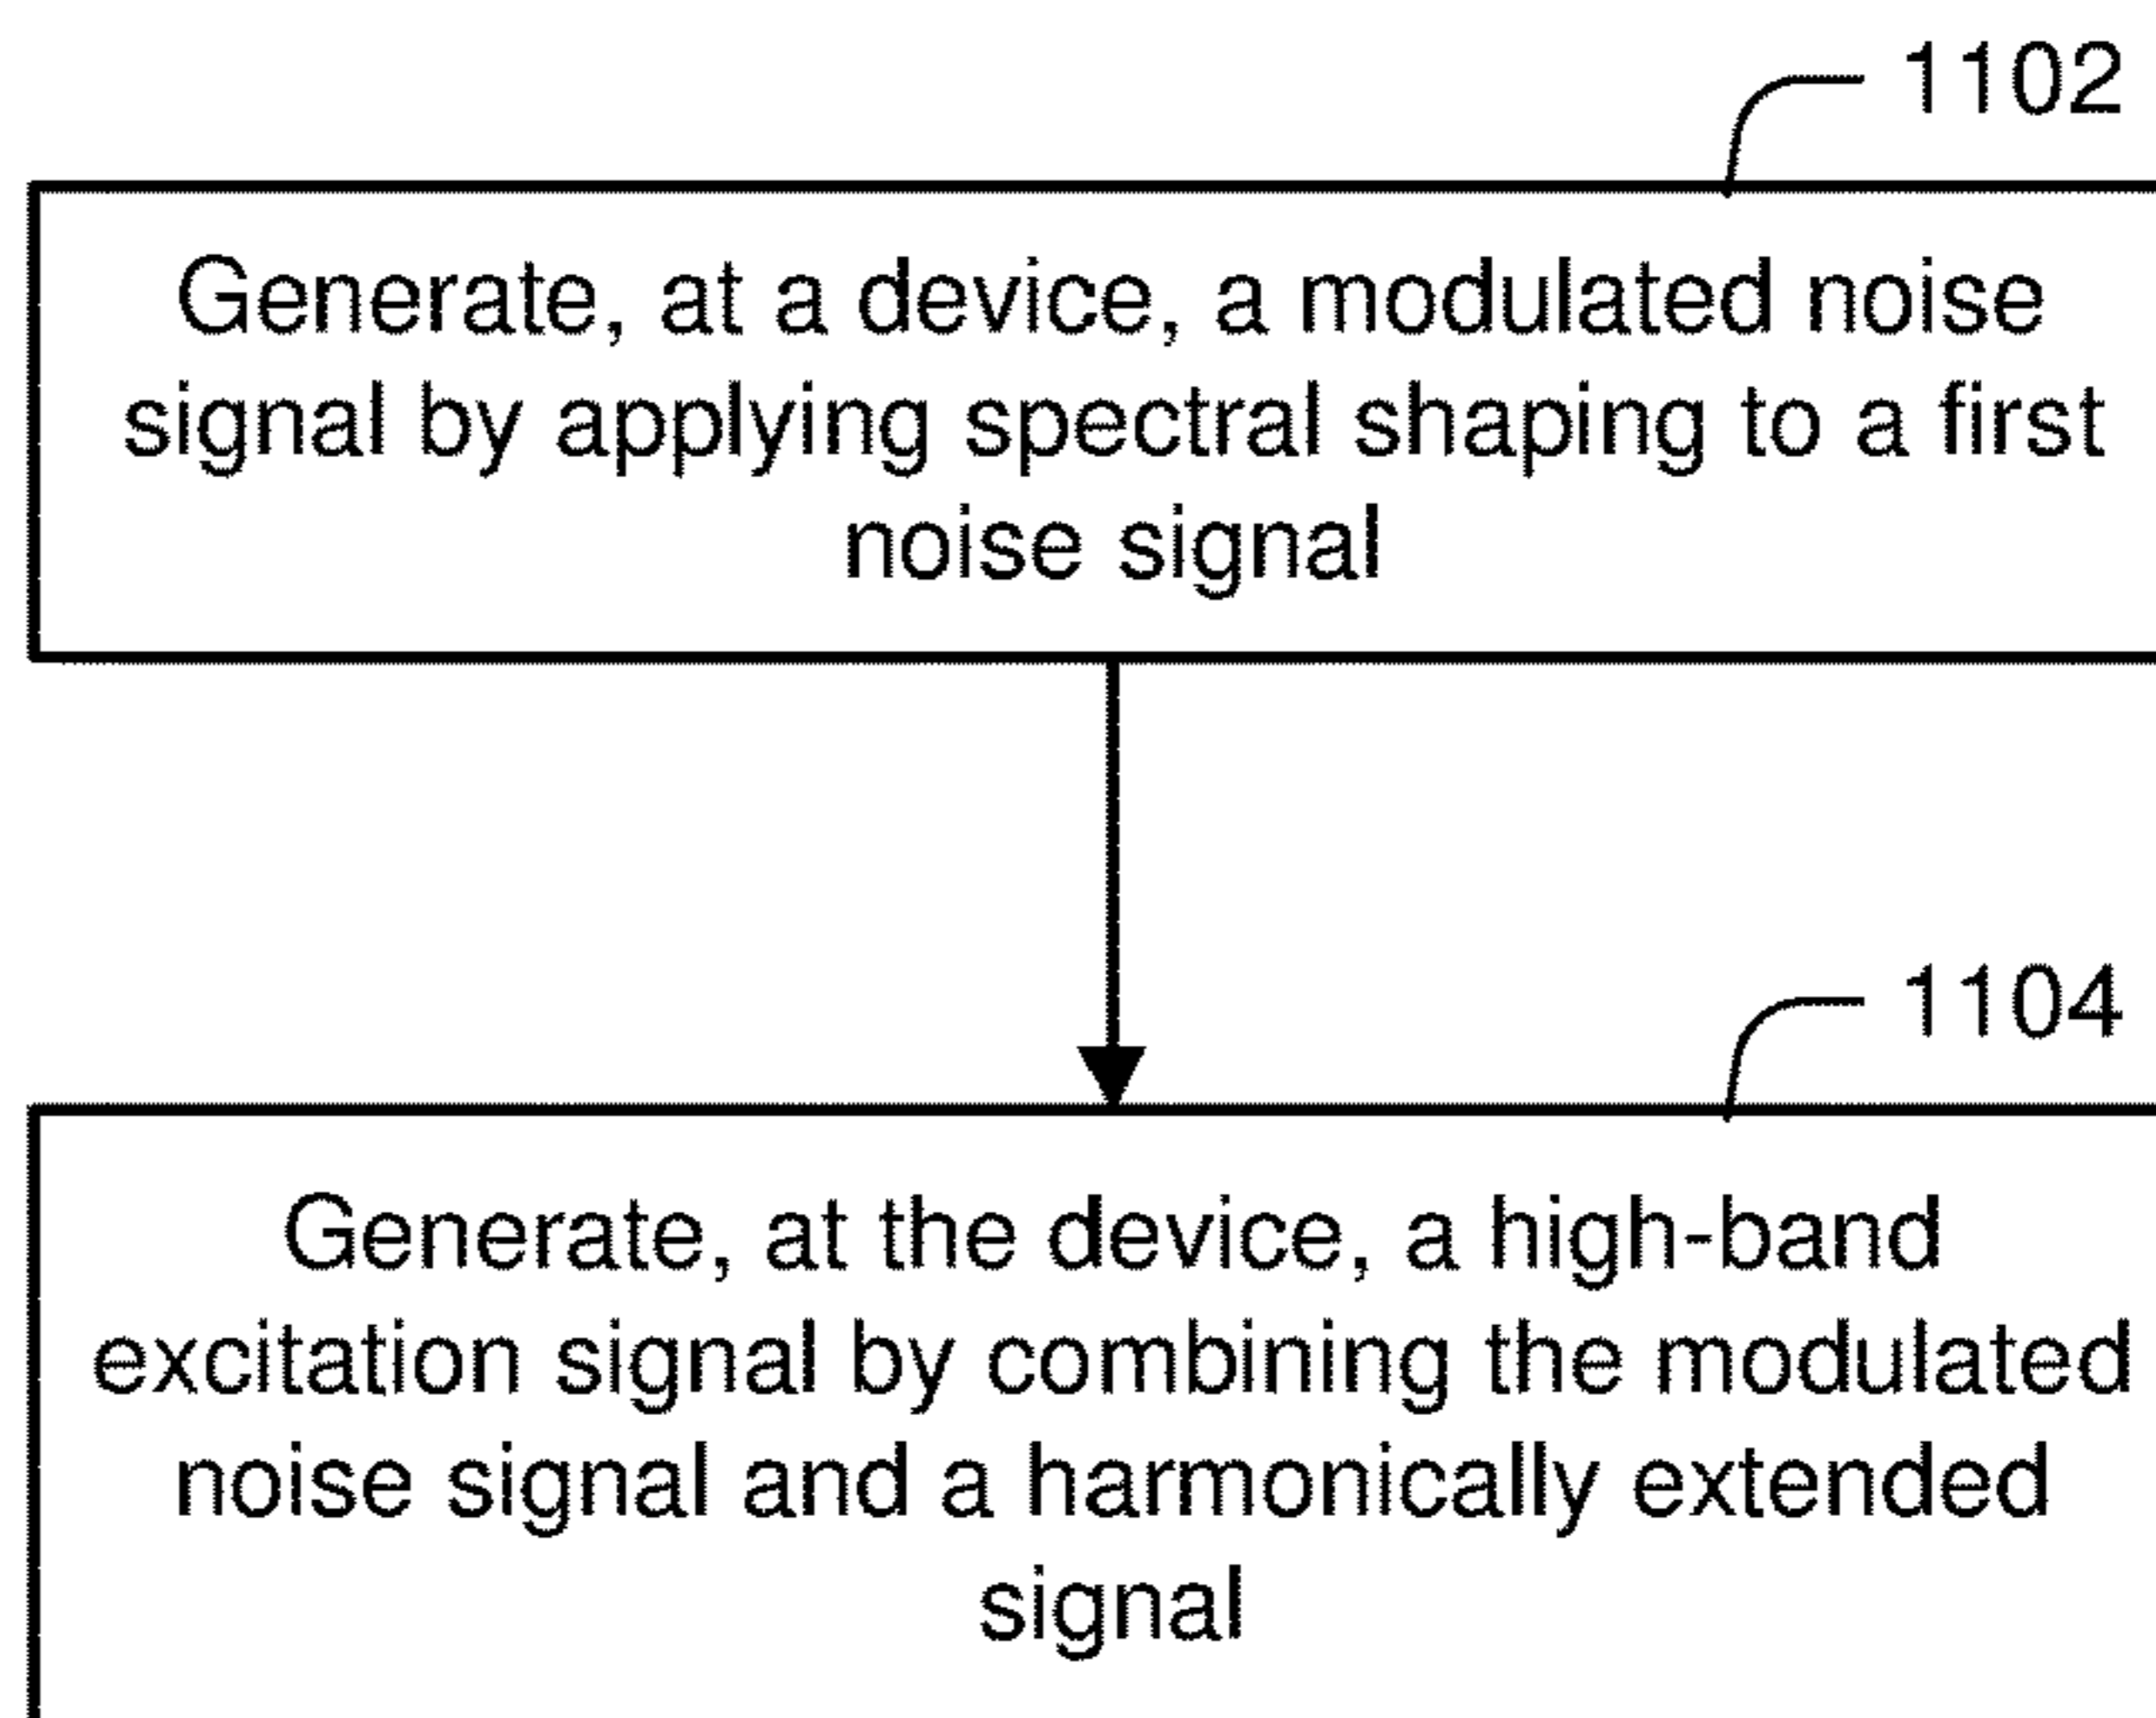 1102
Generate, at a device, a modulated noise
signal by applying spectral shaping to a first
noise signal
1104
Generate, at the device, a high-band
excitation signal by combining the modulated
noise signal and a harmonically extended
signal